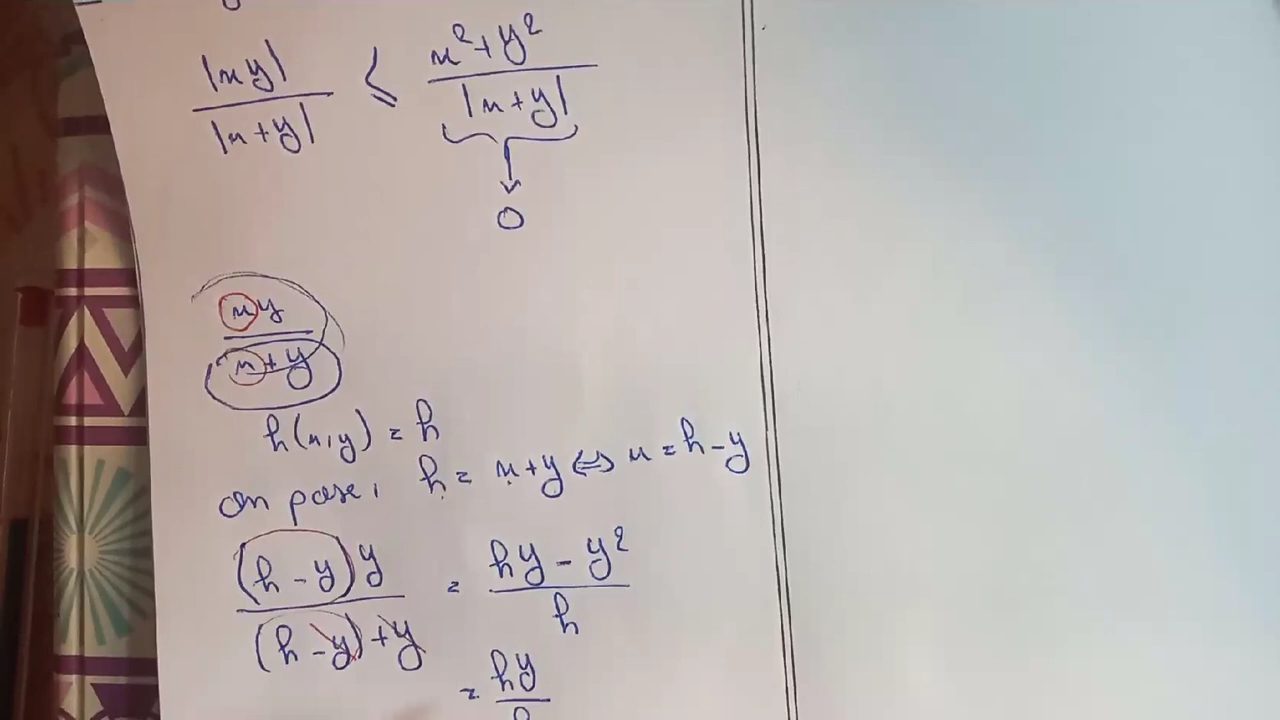 |xy| / |x+y| ⩽ x²+y² / |x+y|
↓
0
xy / x+y
h(x,y) = h
On pose, h = x+y ⇔ x = h-y
(h-y)y / (h-y)+y = hy-y² / h
= hy /